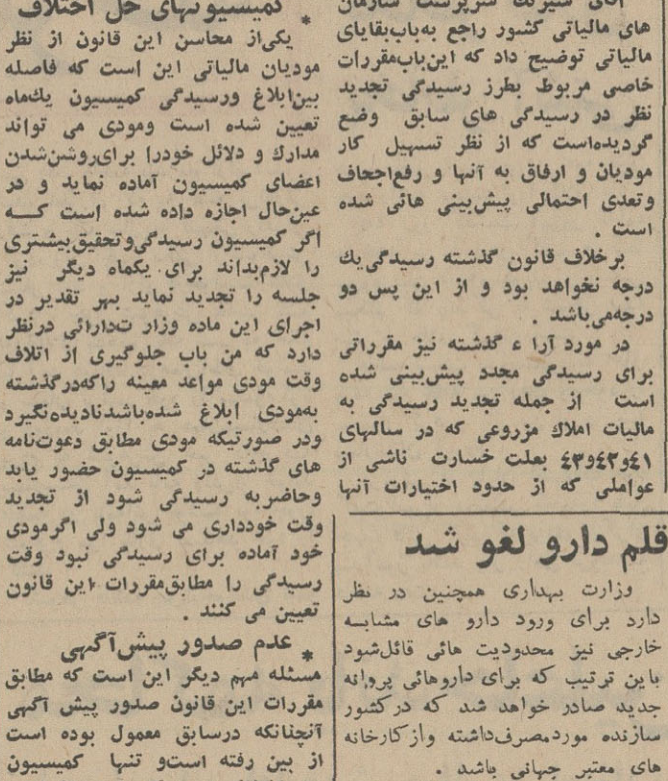 آقای شیرنک سرپرست سازمان
های مالیاتی کشور راجع به‌باب‌بقایای
مالیاتی توضیح داد که این‌باب‌مقررات
خاصی مربوط بطرز رسیدگی تجدید
نظر در رسیدگی های سابق وضع
گردیده‌است که از نظر تسهیل کار
مودیان و ارفاق به آنها و رفع‌اجحاف
وتعدی احتمالی پیش‌بینی هائی شده
است .
برخلاف قانون گذشته رسیدگی‌یك
درجه نخواهد بود و از این پس دو
درجه‌می‌باشد .
در مورد آراء گذشته نیز مقرراتی
برای رسیدگی مجدد پیش‌بینی شده
است از جمله تجدید رسیدگی به
مالیات املاك مزروعی که در سالهای
۴۱و۴۲و۴۳ بعلت خسارت ناشی از
عواملی که از حدود اختیارات آنها
قلم دارو لغو شد
وزارت بهداری همچنین در نظر
دارد برای ورود دارو های مشابه
خارجی نیز محدودیت هائی قائل‌شود
باین ترتیب که برای داروهائی پروانه
جدید صادر خواهد شد که درکشور
سازنده موردمصرف‌داشته وازکارخانه
های معتبر جهانی باشد .
کمیسیونهای حل اختلاف
* یکی‌از محاسن این قانون از نظر
مودیان مالیاتی این است که فاصله
بین‌ابلاغ ورسیدگی کمیسیون یك‌ماه
تعیین شده است ومودی می تواند
مدارك و دلائل خودرا برای‌روشن‌شدن
اعضای کمیسیون آماده نماید و در
عین‌حال اجازه داده شده است کـــه
اگر کمیسیون رسیدگی‌وتحقیق‌بیشتری
را لازم‌بداند برای یکماه دیگر نیز
جلسه را تجدید نماید بهر تقدیر در
اجرای این ماده وزار ت‌دارائی درنظر
دارد که من باب جلوگیری از اتلاف
وقت مودی مواعد معینه راکه‌درگذشته
به‌مودی ابلاغ شده‌باشدنادیده‌نگیرد
ودر صورتیکه مودی مطابق دعوت‌نامه
های گذشته در کمیسیون حضور یابد
وحاضربه رسیدگی شود از تجدید
وقت خودداری می شود ولی اگرمودی
خود آماده برای رسیدگی نبود وقت
رسیدگی را مطابق‌مقررات این قانون
تعیین می کنند .
* عدم صدور پیش‌آگهی
مسئله مهم دیگر این است که مطابق
مقررات این قانون صدور پیش آگهی
آنچنانکه درسابق معمول بوده است
از بین رفته است‌و تنها کمیسیون